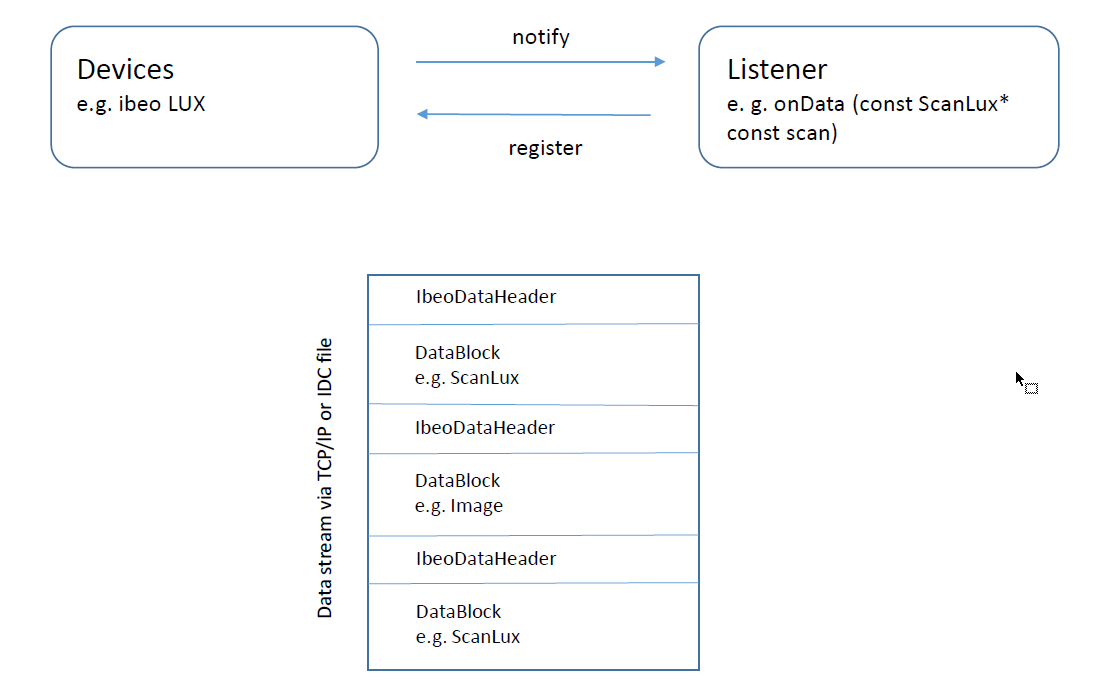 notify
Devices
e.g. ibeo LUX
Listener
e. g. onData (const ScanLux*
const scan)
register
IbeoDataHeader
DataBlock
e.g. ScanLux
IbeoDataHeader
DataBlock
e.g. Image
IbeoDataHeader
DataBlock
e.g. ScanLux
Data stream via TCP/IP or IDC file